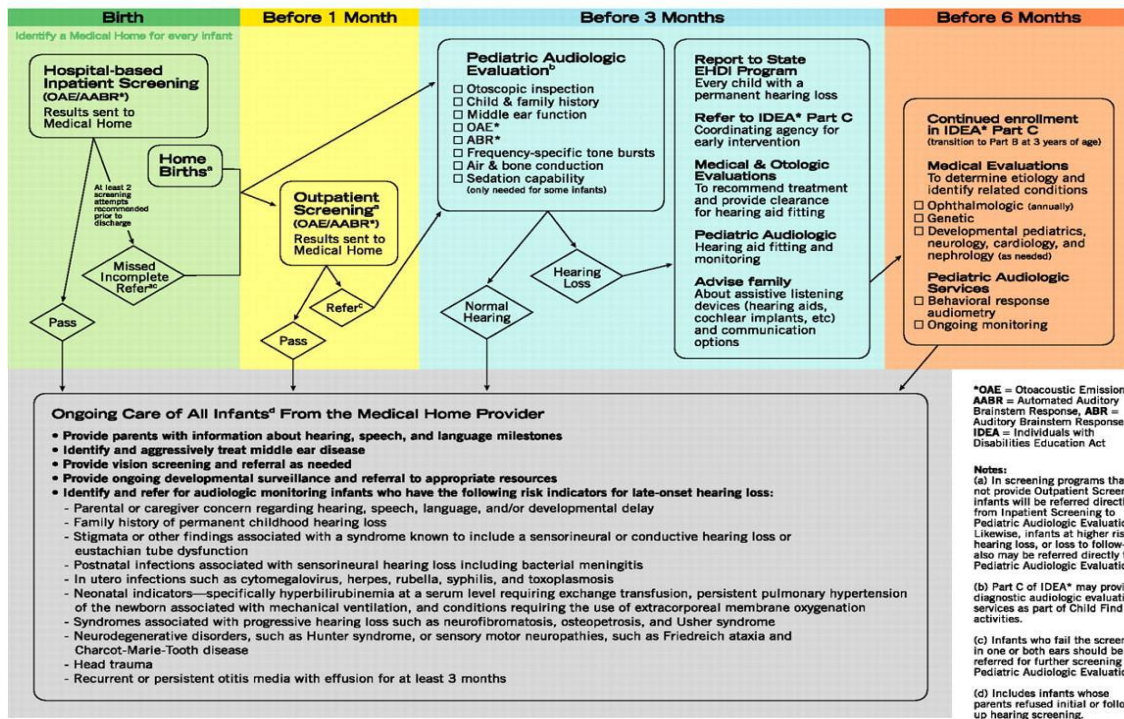 Birth
Before 1 Month
Before 3 Months
Before 6 Months
Identify a Medical Home for every infant
Hospital-based
Inpatient Screening
(OAE/AABR*)
Results sent to
Medical Home
Home
Birthsª
At least 2
screening
attempts
recommended
prior to
discharge
Missed
Incomplete
Referªᶜ
Pass
Outpatient
Screeningª
(OAE/AABR*)
Results sent to
Medical Home
Referᶜ
Pass
Pediatric Audiologic
Evaluationᵇ
☐ Otoscopic inspection
☐ Child & family history
☐ Middle ear function
☐ OAE*
☐ ABR*
☐ Frequency-specific tone bursts
☐ Air & bone conduction
☐ Sedation capability
(only needed for some infants)
Hearing
Loss
Normal
Hearing
Report to State
EHDI Program
Every child with a
permanent hearing loss
Refer to IDEA* Part C
Coordinating agency for
early intervention
Medical & Otologic
Evaluations
To recommend treatment
and provide clearance
for hearing aid fitting
Pediatric Audiologic
Hearing aid fitting and
monitoring
Advise family
About assistive listening
devices (hearing aids,
cochlear implants, etc)
and communication
options
Continued enrollment
in IDEA* Part C
(transition to Part B at 3 years of age)
Medical Evaluations
To determine etiology and
identify related conditions
☐ Ophthalmologic (annually)
☐ Genetic
☐ Developmental pediatrics,
neurology, cardiology, and
nephrology (as needed)
Pediatric Audiologic
Services
☐ Behavioral response
audiometry
☐ Ongoing monitoring
Ongoing Care of All Infantsᵈ From the Medical Home Provider
• Provide parents with information about hearing, speech, and language milestones
• Identify and aggressively treat middle ear disease
• Provide vision screening and referral as needed
• Provide ongoing developmental surveillance and referral to appropriate resources
• Identify and refer for audiologic monitoring infants who have the following risk indicators for late-onset hearing loss:
- Parental or caregiver concern regarding hearing, speech, language, and/or developmental delay
- Family history of permanent childhood hearing loss
- Stigmata or other findings associated with a syndrome known to include a sensorineural or conductive hearing loss or
eustachian tube dysfunction
- Postnatal infections associated with sensorineural hearing loss including bacterial meningitis
- In utero infections such as cytomegalovirus, herpes, rubella, syphilis, and toxoplasmosis
- Neonatal indicators—specifically hyperbilirubinemia at a serum level requiring exchange transfusion, persistent pulmonary hypertension
of the newborn associated with mechanical ventilation, and conditions requiring the use of extracorporeal membrane oxygenation
- Syndromes associated with progressive hearing loss such as neurofibromatosis, osteopetrosis, and Usher syndrome
- Neurodegenerative disorders, such as Hunter syndrome, or sensory motor neuropathies, such as Friedreich ataxia and
Charcot-Marie-Tooth disease
- Head trauma
- Recurrent or persistent otitis media with effusion for at least 3 months
*OAE = Otoacoustic Emission
AABR = Automated Auditory
Brainstem Response, ABR =
Auditory Brainstem Response
IDEA = Individuals with
Disabilities Education Act
Notes:
(a) In screening programs tha
not provide Outpatient Scree
infants will be referred direct
from Inpatient Screening to
Pediatric Audiologic Evaluatio
Likewise, infants at higher ris
hearing loss, or loss to follow-
also may be referred directly
Pediatric Audiologic Evaluati
(b) Part C of IDEA* may provi
diagnostic audiologic evaluati
services as part of Child Find
activities.
(c) Infants who fail the screen
in one or both ears should be
referred for further screening
Pediatric Audiologic Evaluatio
(d) Includes infants whose
parents refused initial or follo
up hearing screening.